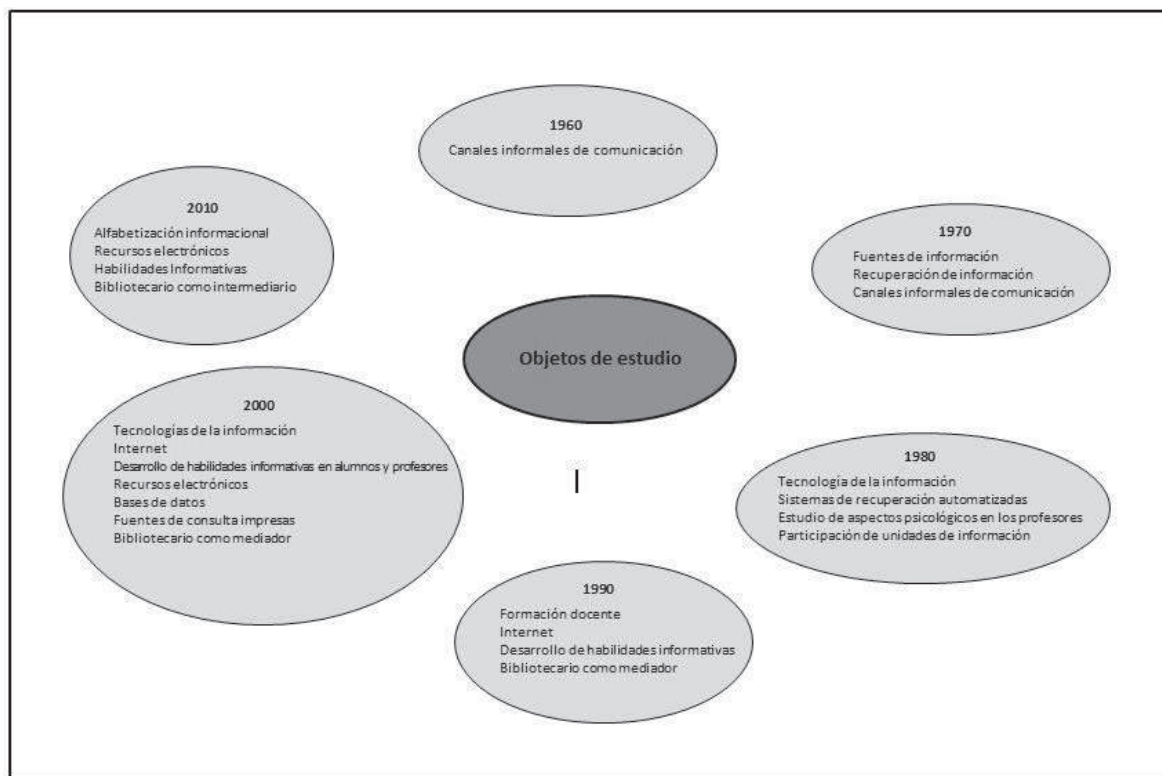 1960
Canales informales de comunicación
1970
Fuentes de información
Recuperación de información
Canales informales de comunicación
1980
Tecnología de la información
Sistemas de recuperación automatizadas
Estudio de aspectos psicológicos en los profesores
Participación de unidades de información
1990
Formación docente
Internet
Desarrollo de habilidades informativas
Bibliotecario como mediador
2000
Tecnologías de la información
Internet
Desarrollo de habilidades informativas en alumnos y profesores
Recursos electrónicos
Bases de datos
Fuentes de consulta impresas
Bibliotecario como mediador
2010
Alfabetización informacional
Recursos electrónicos
Habilidades Informativas
Bibliotecario como intermediario
Objetos de estudio